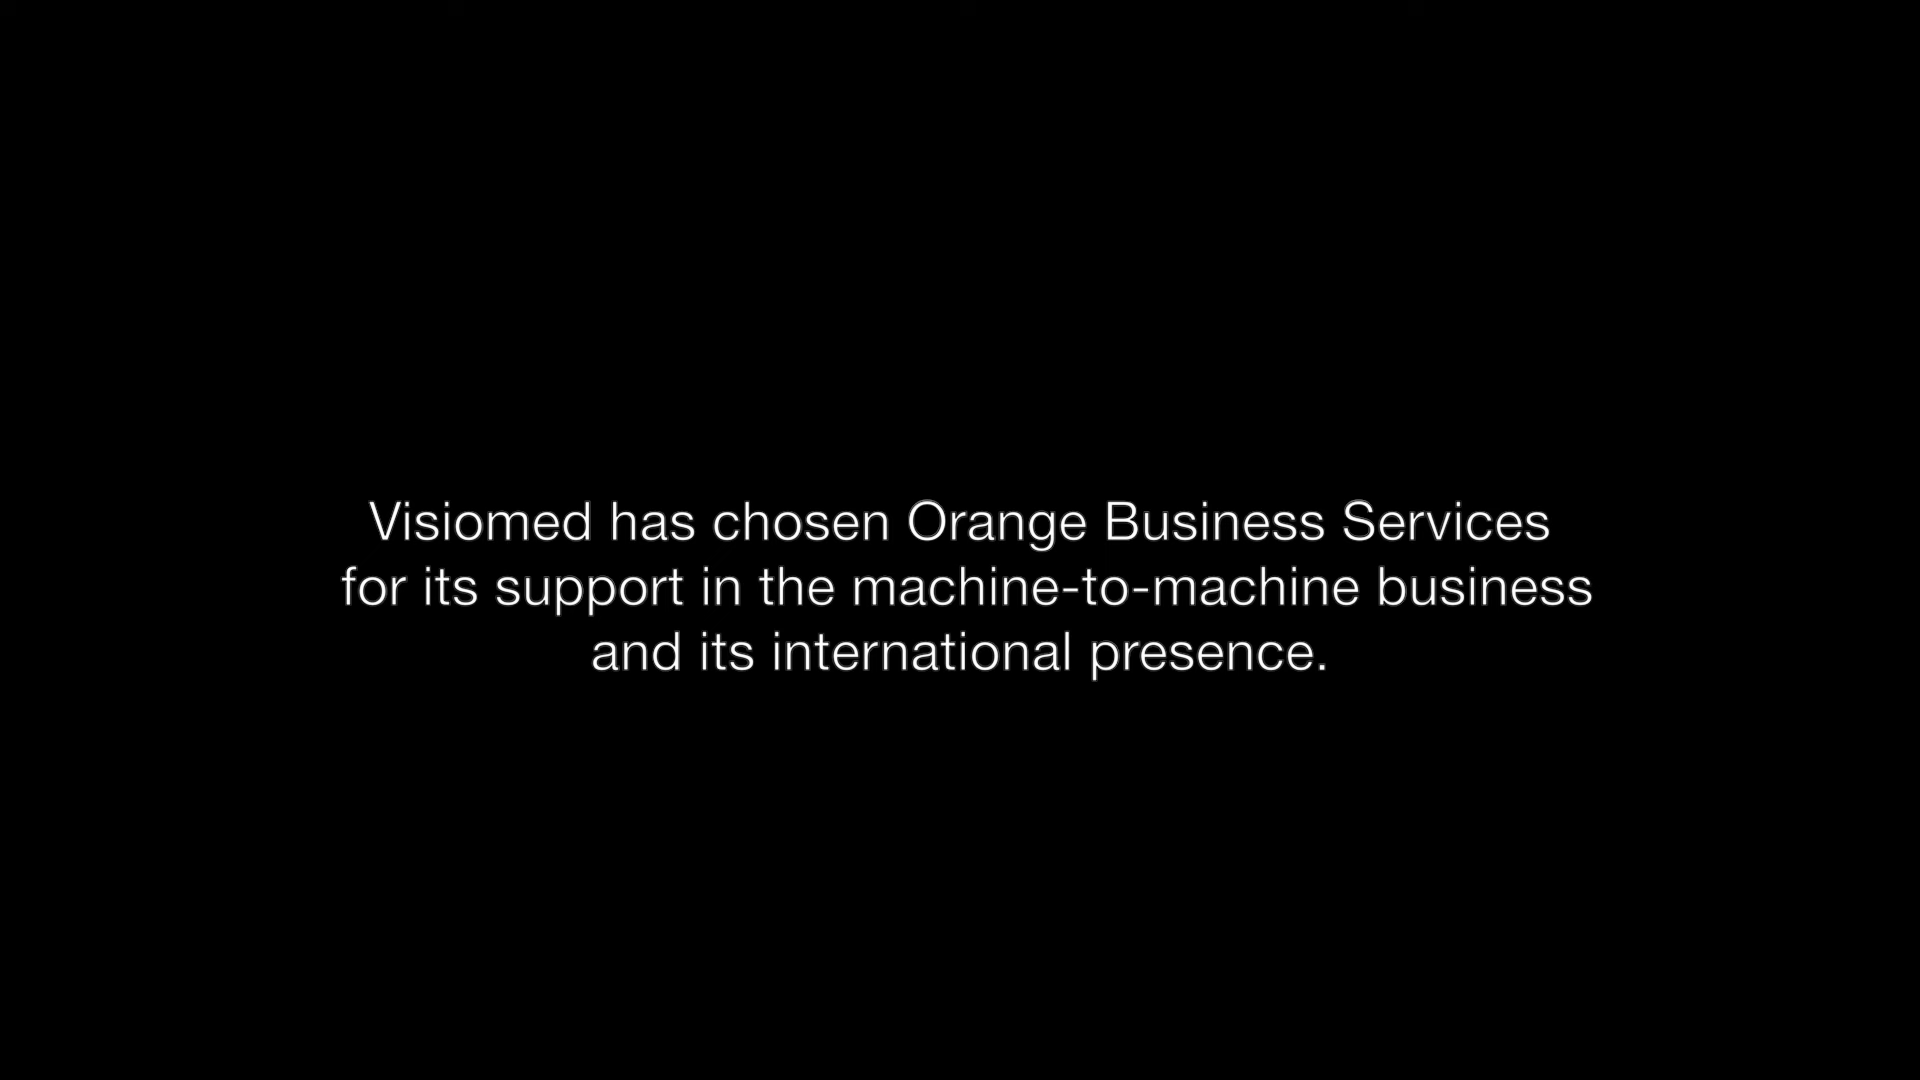 Visiomed has chosen Orange Business Services
for its support in the machine-to-machine business
and its international presence.